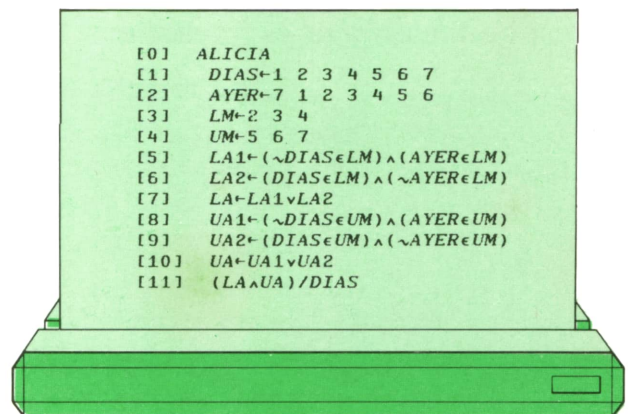 [0] ALICIA
[1] DIAS←1 2 3 4 5 6 7
[2] AYER←7 1 2 3 4 5 6
[3] LM←2 3 4
[4] UM←5 6 7
[5] LA1←(~DIAS∊LM)∧(AYER∊LM)
[6] LA2←(DIAS∊LM)∧(~AYER∊LM)
[7] LA←LA1∨LA2
[8] UA1←(~DIAS∊UM)∧(AYER∊UM)
[9] UA2←(DIAS∊UM)∧(~AYER∊UM)
[10] UA←UA1∨UA2
[11] (LA∧UA)/DIAS